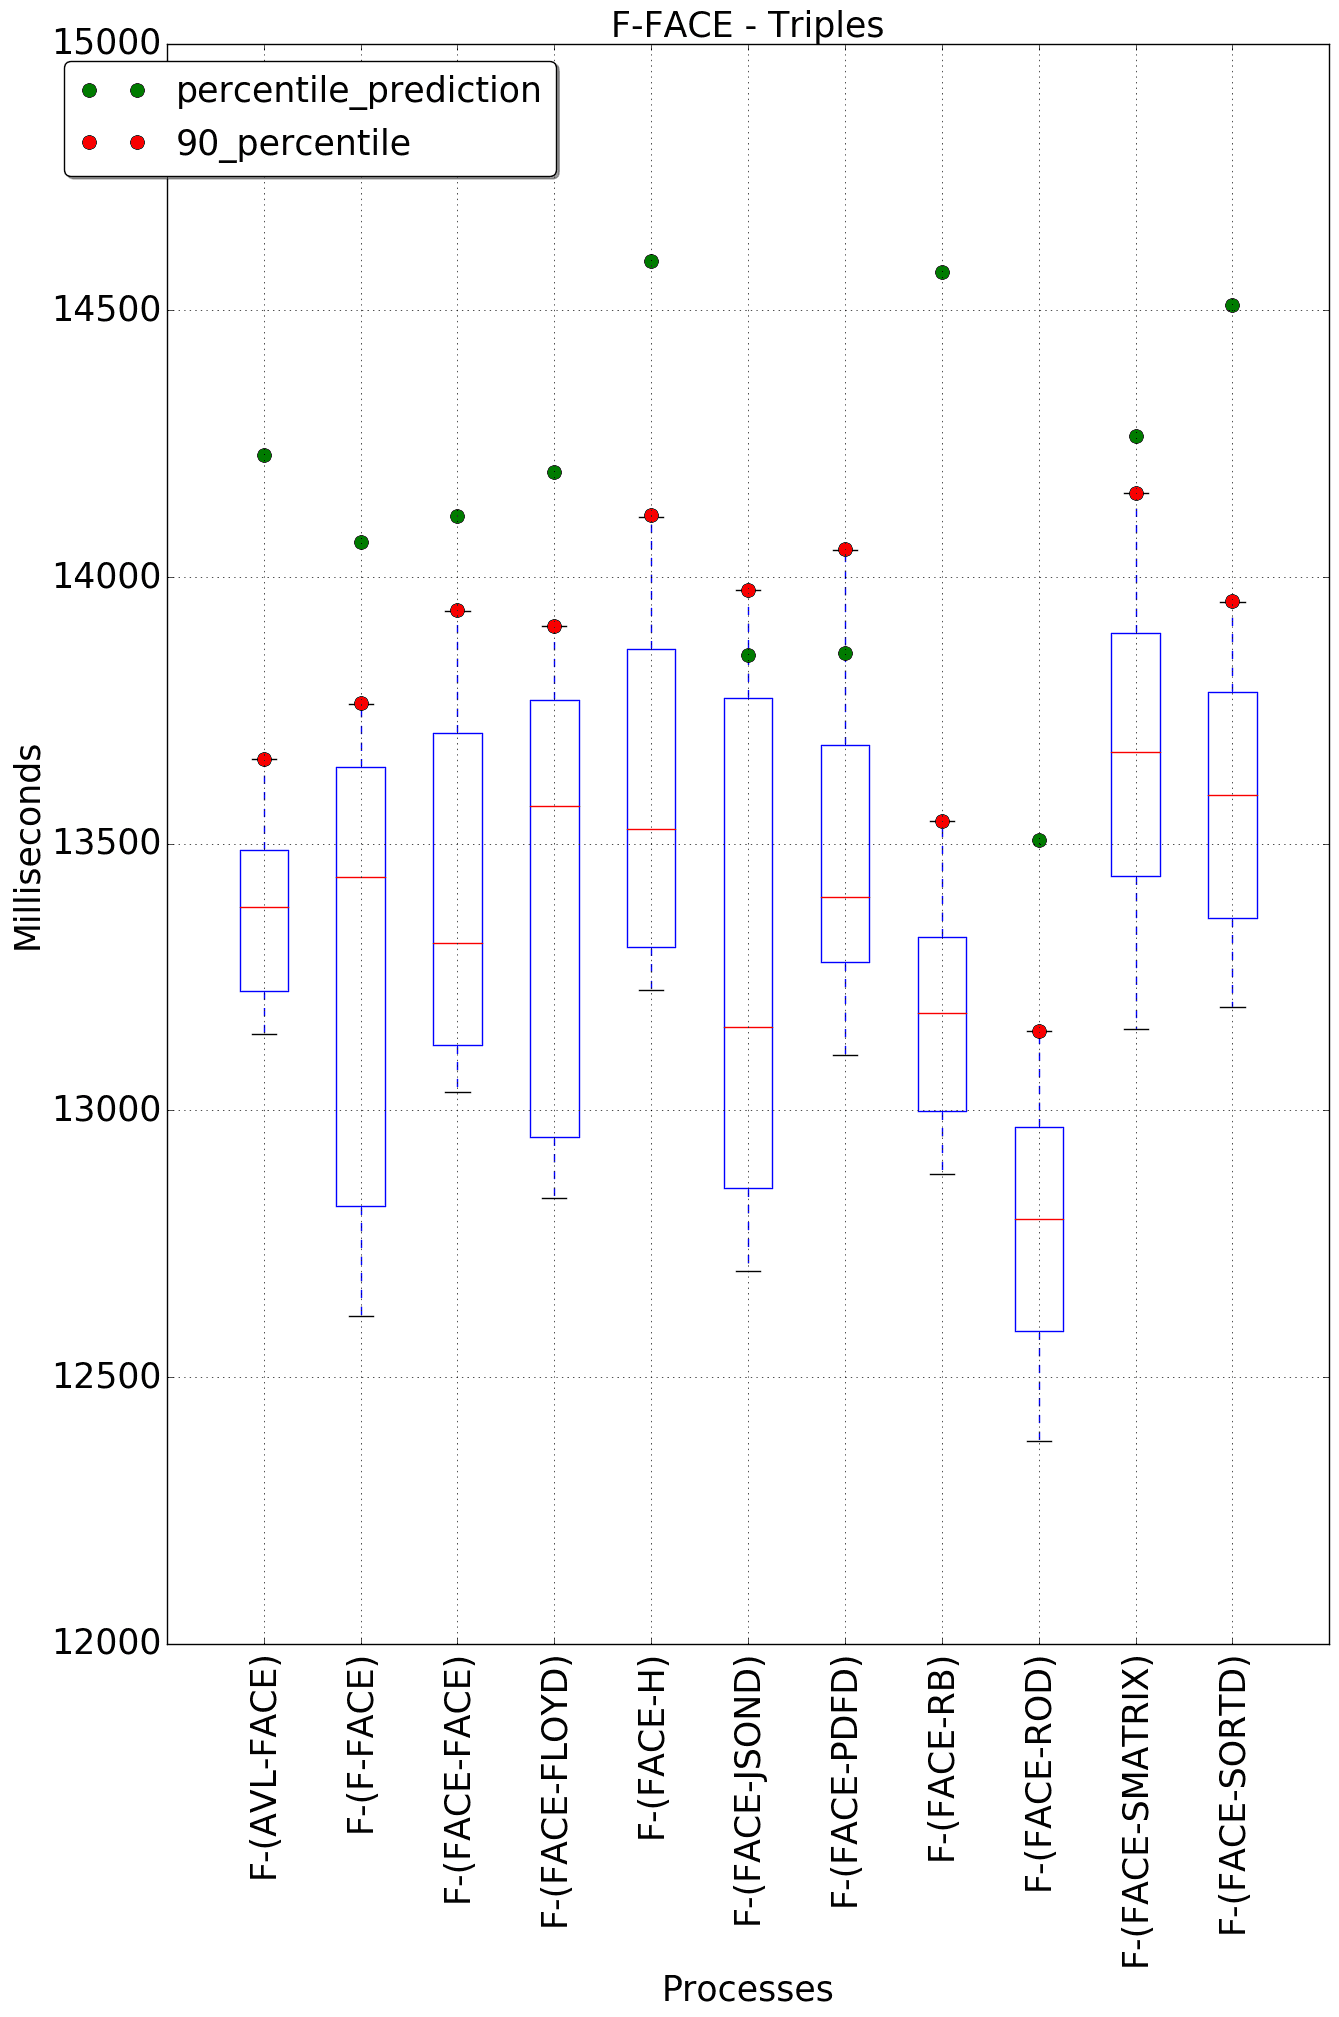 F-FACE - Triples
15000
percentile_prediction
90_percentile
14500
14000
13500
13000
12500
12000
Milliseconds
F-(AVL-FACE)
F-(F-FACE)
F-(FACE-FACE)
F-(FACE-FLOYD)
F-(FACE-H)
F-(FACE-JSOND)
F-(FACE-PDFD)
F-(FACE-RB)
F-(FACE-ROD)
F-(FACE-SMATRIX)
F-(FACE-SORTD)
Processes